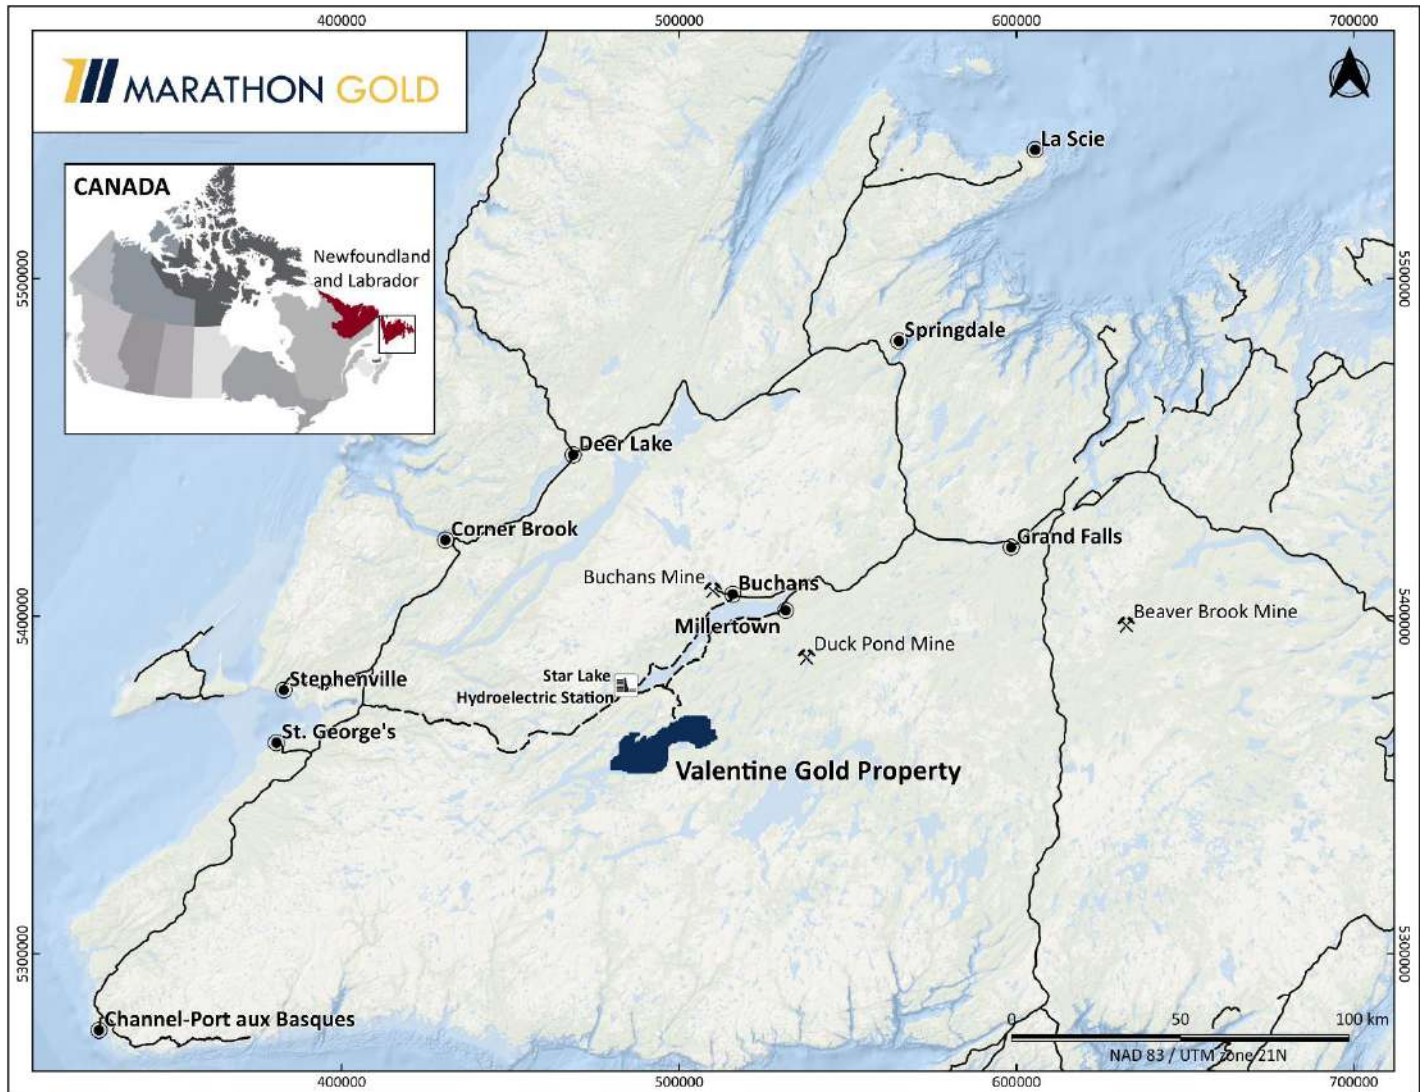 400000
500000
600000
700000
MARATHON GOLD
CANADA
Newfoundland
and Labrador
La Scie
5500000
5500000
Springdale
Deer Lake
Corner Brook
Grand Falls
Buchans Mine
Buchans
5400000
Millertown
Beaver Brook Mine
5400000
Duck Pond Mine
Star Lake
Hydroelectric Station
Stephenville
St. George's
Valentine Gold Property
5300000
5300000
Channel-Port aux Basques
0
50
100 km
NAD 83 / UTM zone 21N
400000
500000
600000
700000